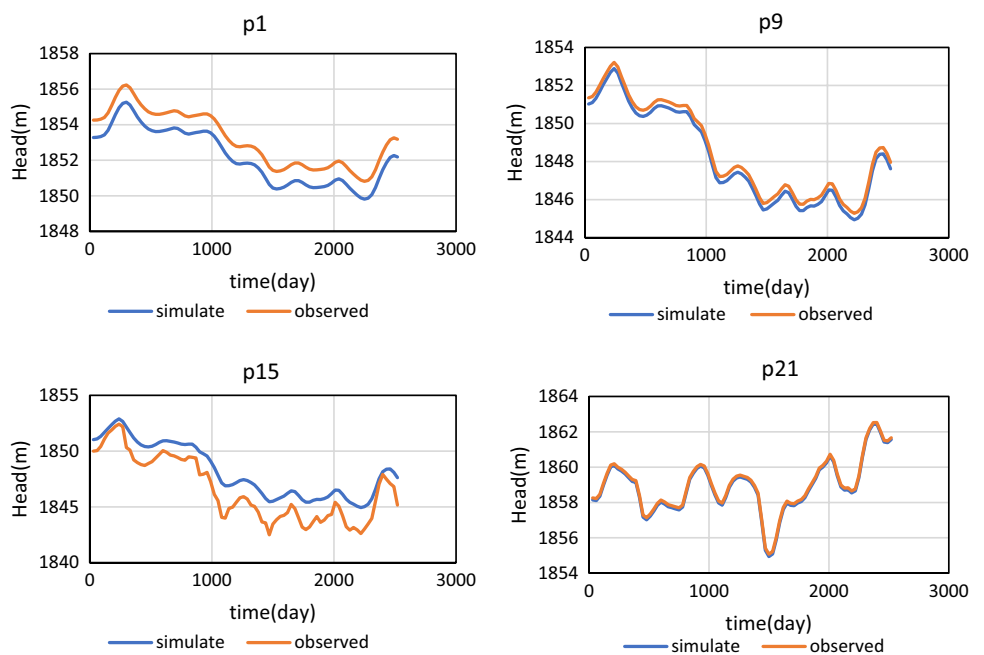 p1
1858
1856
1854
1852
1850
1848
Head(m)
0 1000 2000 3000
time(day)
simulate observed
p9
1854
1852
1850
1848
1846
1844
Head(m)
0 1000 2000 3000
time(day)
simulate observed
p15
1855
1850
1845
1840
Head(m)
0 1000 2000 3000
time(day)
simulate observed
p21
1864
1862
1860
1858
1856
1854
Head(m)
0 1000 2000 3000
time(day)
simulate observed